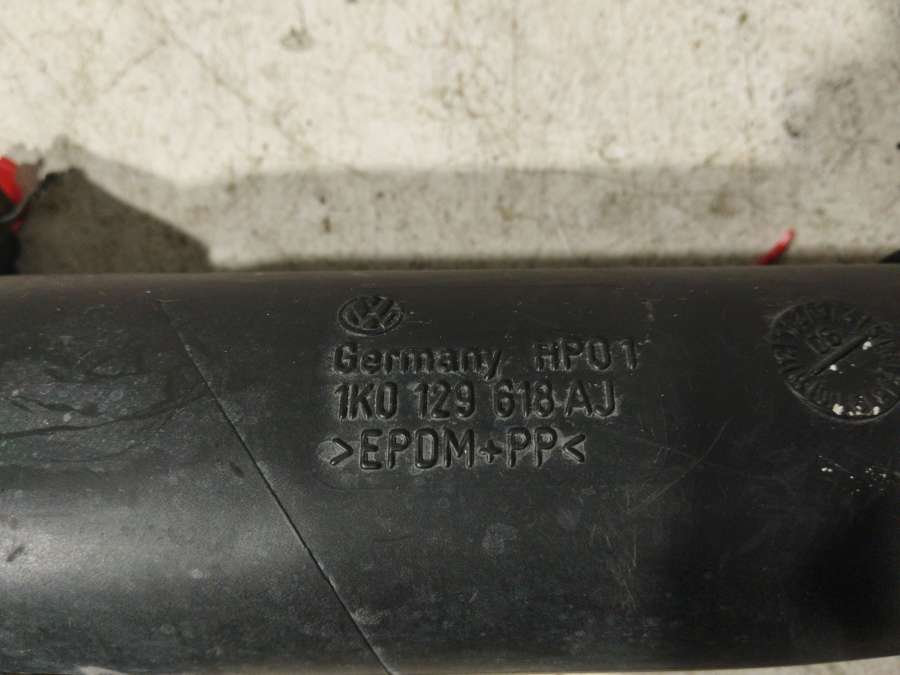 Germany HP01
1K0 129 618 AJ
>EPDM+PP<